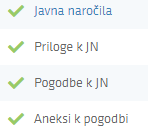 Javna naročila
Priloge k JN
Pogodbe k JN
Aneksi k pogodbi